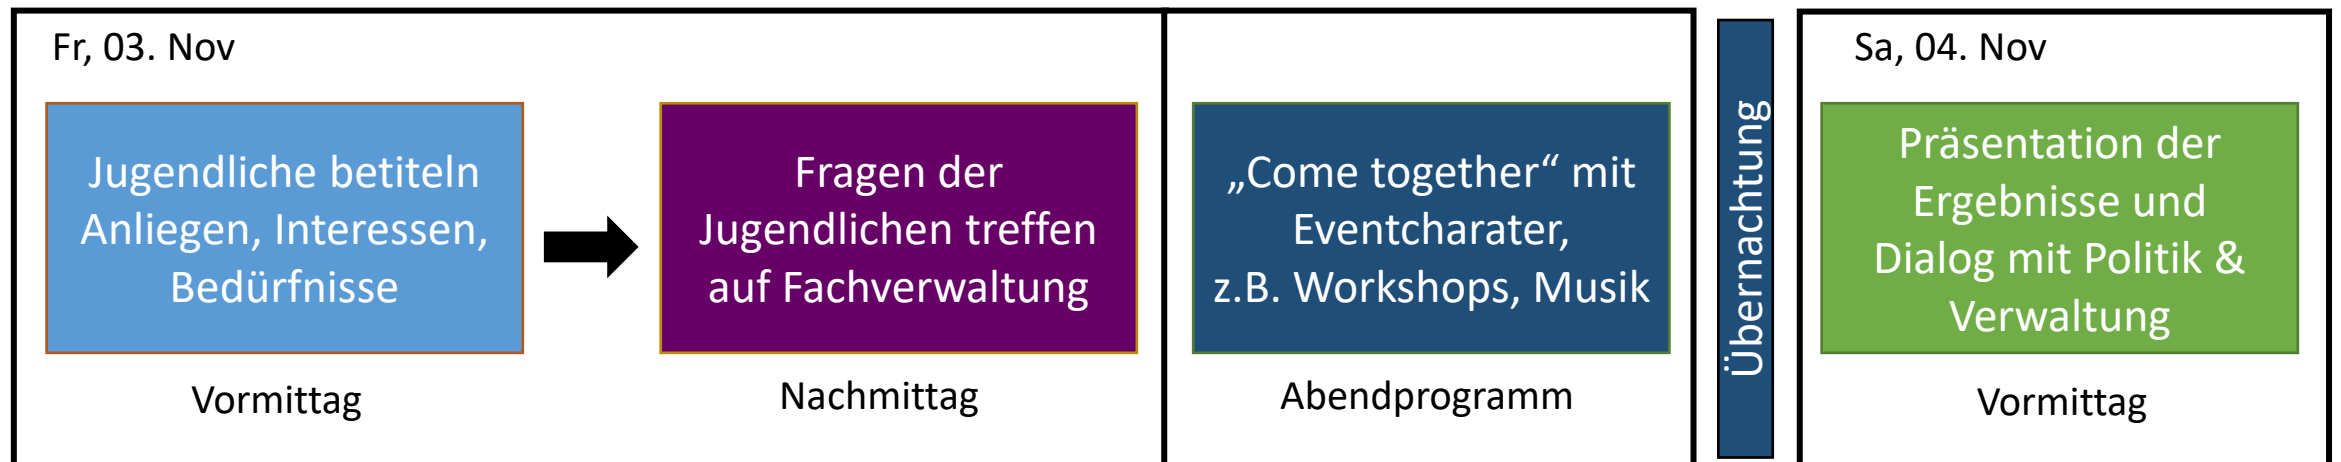 Fr, 03. Nov
Jugendliche betiteln
Anliegen, Interessen,
Bedürfnisse
Vormittag
Fragen der
Jugendlichen treffen
auf Fachverwaltung
Nachmittag
„Come together“ mit
Eventcharater,
z.B. Workshops, Musik
Abendprogramm
Übernachtung
Sa, 04. Nov
Präsentation der
Ergebnisse und
Dialog mit Politik &
Verwaltung
Vormittag